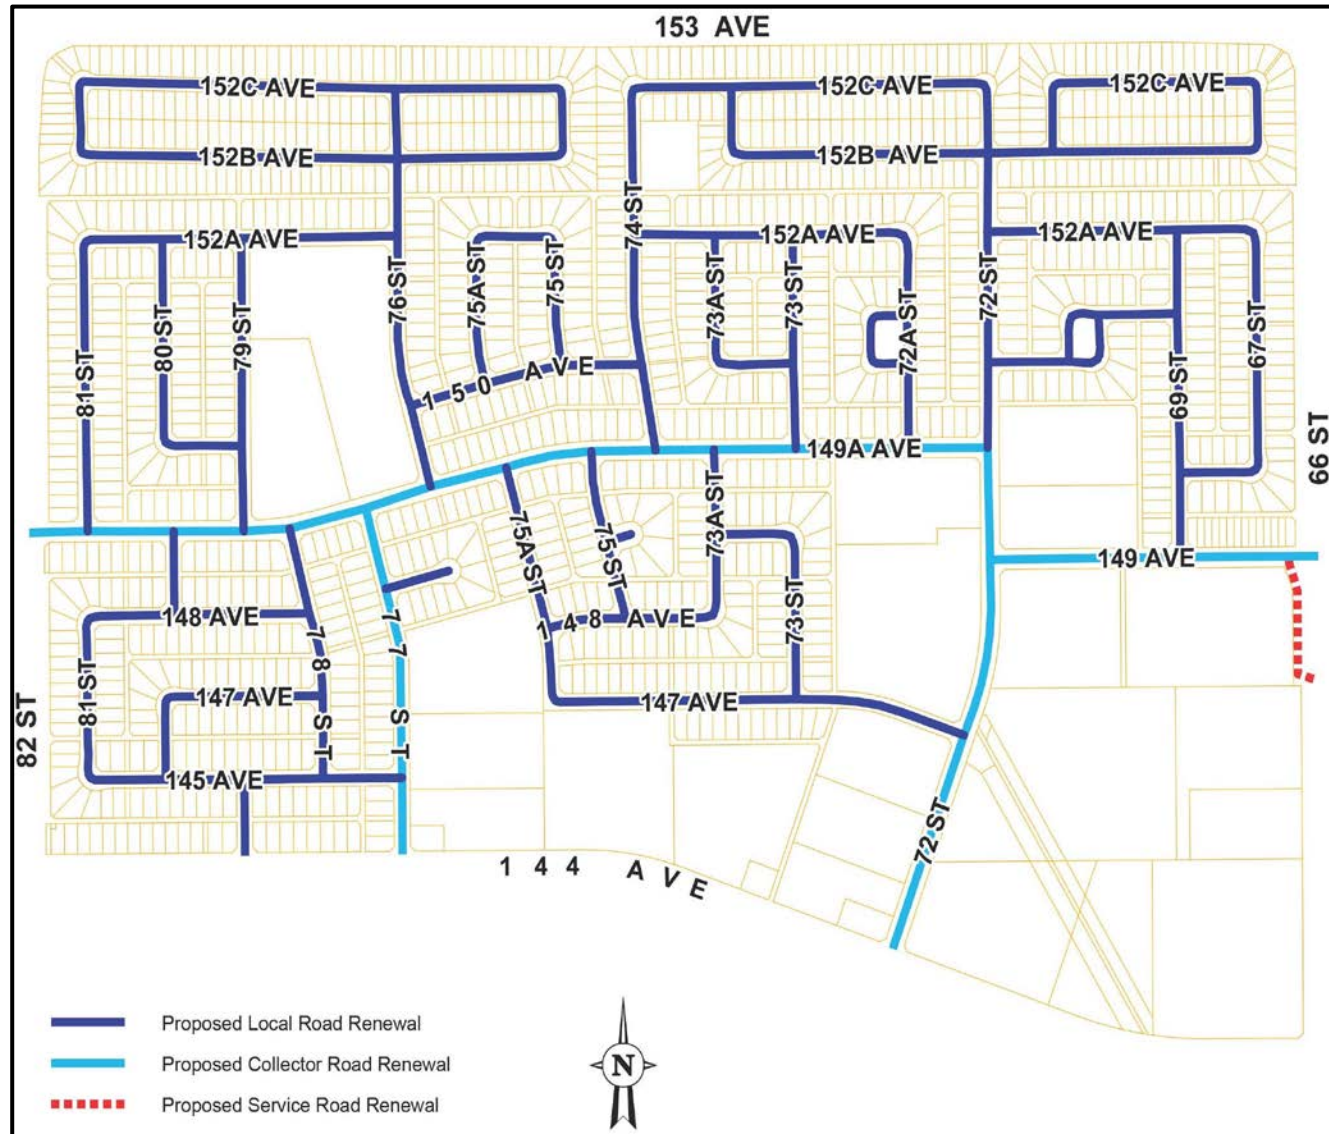 153 AVE
152C AVE
152C AVE
152C AVE
152B AVE
152B AVE
74 ST
152A AVE
152A AVE
152A AVE
76 ST
75A ST
75 ST
73A ST
73 ST
72A ST
72 ST
81 ST
80 ST
79 ST
67 ST
69 ST
150 AVE
66 ST
149A AVE
75A ST
75 ST
73A ST
149 AVE
148 AVE
148 AVE
73 ST
78 ST
77 ST
81 ST
147 AVE
147 AVE
82 ST
145 AVE
72 ST
144 AVE
Proposed Local Road Renewal
Proposed Collector Road Renewal
Proposed Service Road Renewal
N